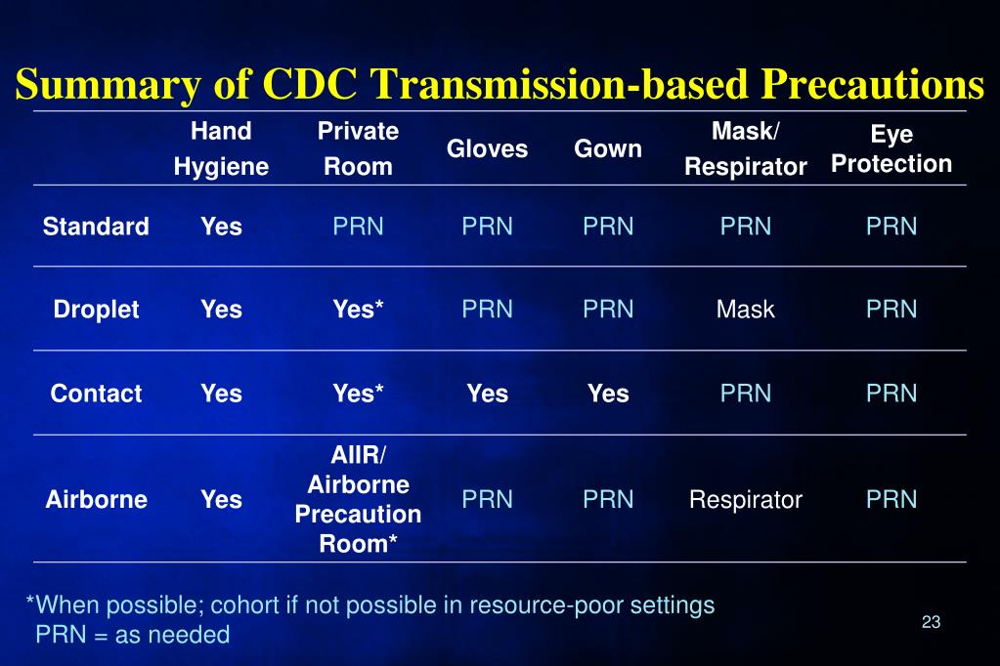 Summary of CDC Transmission-based Precautions
Hand Hygiene Private Room Gloves Gown Mask/ Respirator Eye Protection
Standard Yes PRN PRN PRN PRN PRN
Droplet Yes Yes* PRN PRN Mask PRN
Contact Yes Yes* Yes Yes PRN PRN
Airborne Yes AIIR/ Airborne Precaution Room* PRN PRN Respirator PRN
*When possible; cohort if not possible in resource-poor settings
PRN = as needed
23